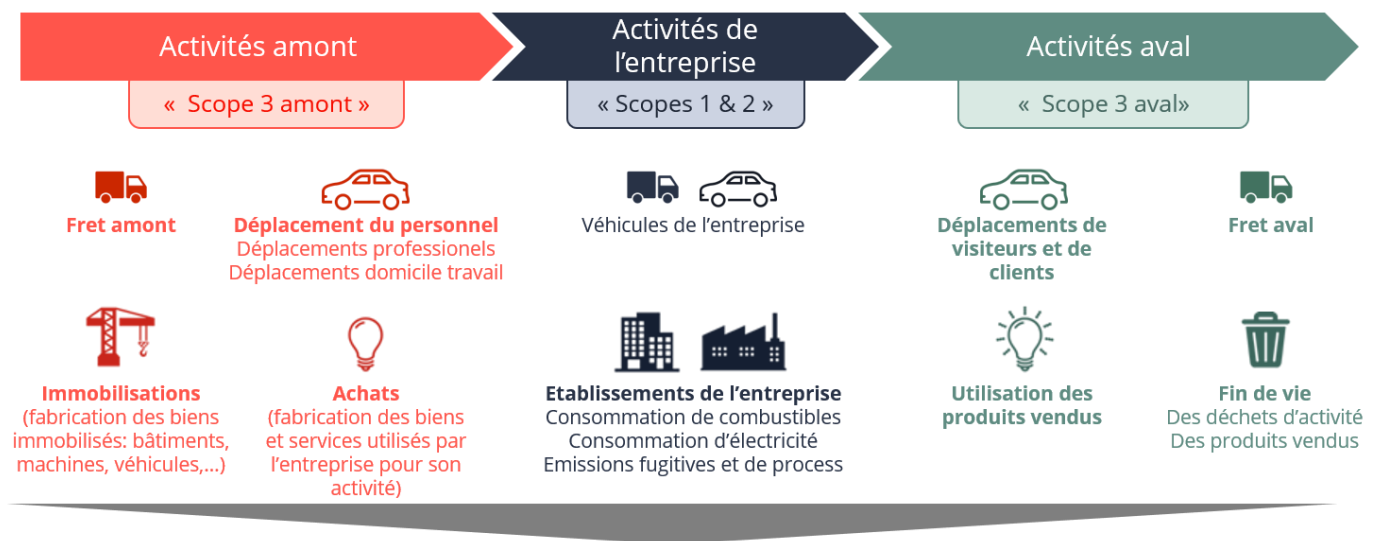 Activités amont
Activités de
l’entreprise
Activités aval
«  Scope 3 amont »
« Scopes 1 & 2 »
«  Scope 3 aval»
Fret amont
Déplacement du personnel
Déplacements professionels
Déplacements domicile travail
Véhicules de l’entreprise
Déplacements de
visiteurs et de
clients
Fret aval
Immobilisations
(fabrication des biens
immobilisés: bâtiments,
machines, véhicules,...)
Achats
(fabrication des biens
et services utilisés par
l’entreprise pour son
activité)
Etablissements de l’entreprise
Consommation de combustibles
Consommation d’électricité
Emissions fugitives et de process
Utilisation des
produits vendus
Fin de vie
Des déchets d’activité
Des produits vendus